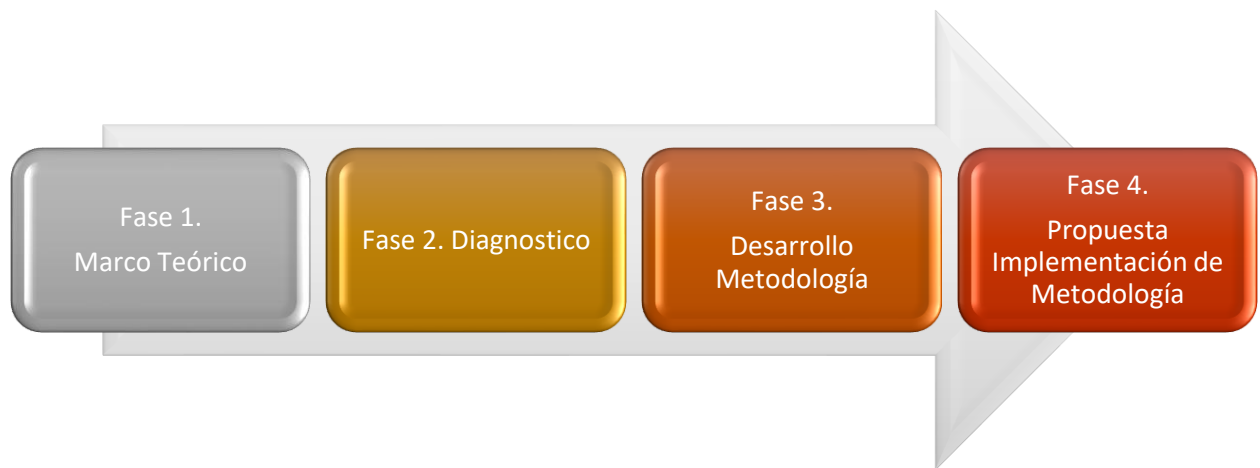 Fase 1.
Marco Teórico
Fase 2. Diagnostico
Fase 3.
Desarrollo
Metodología
Fase 4.
Propuesta
Implementación de
Metodología